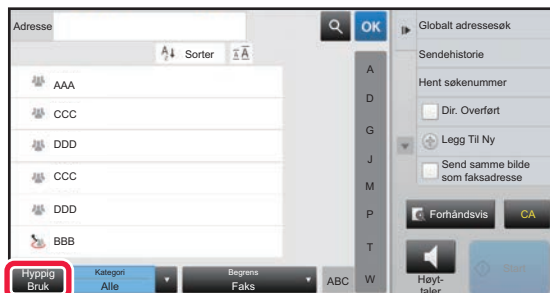 Adresse
OK
Sorter
AAA
CCC
DDD
CCC
DDD
BBB
A
D
G
J
M
P
T
W
Hyppig
Bruk
Kategori
Alle
Begrens
Faks
ABC
Globalt adressesøk
Sendehistorie
Hent søkenummer
Dir. Overført
Legg Til Ny
Send samme bilde
som faksadresse
Forhåndsvis
CA
Høyt-
taler
Start